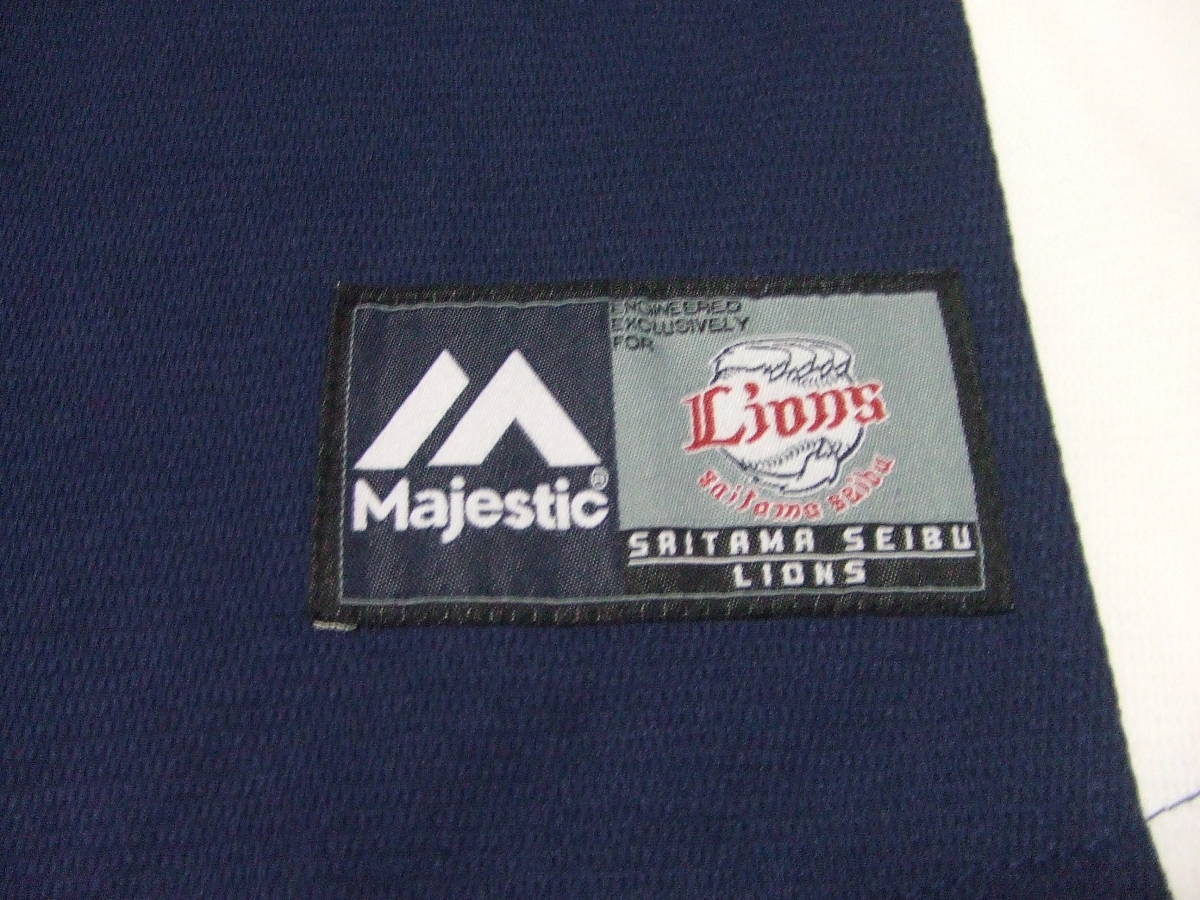 Majestic®
ENGINEERED
EXCLUSIVELY
FOR
Lions
saitama seibu
SAITAMA SEIBU
LIONS